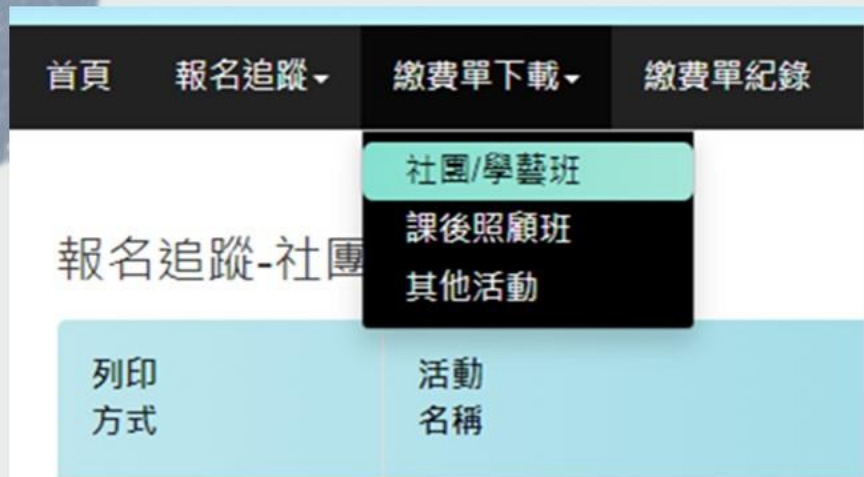 首頁 報名追蹤 繳費單下載 繳費單紀錄
社團/學藝班
課後照顧班
其他活動
報名追蹤-社團
列印 活動
方式 名稱